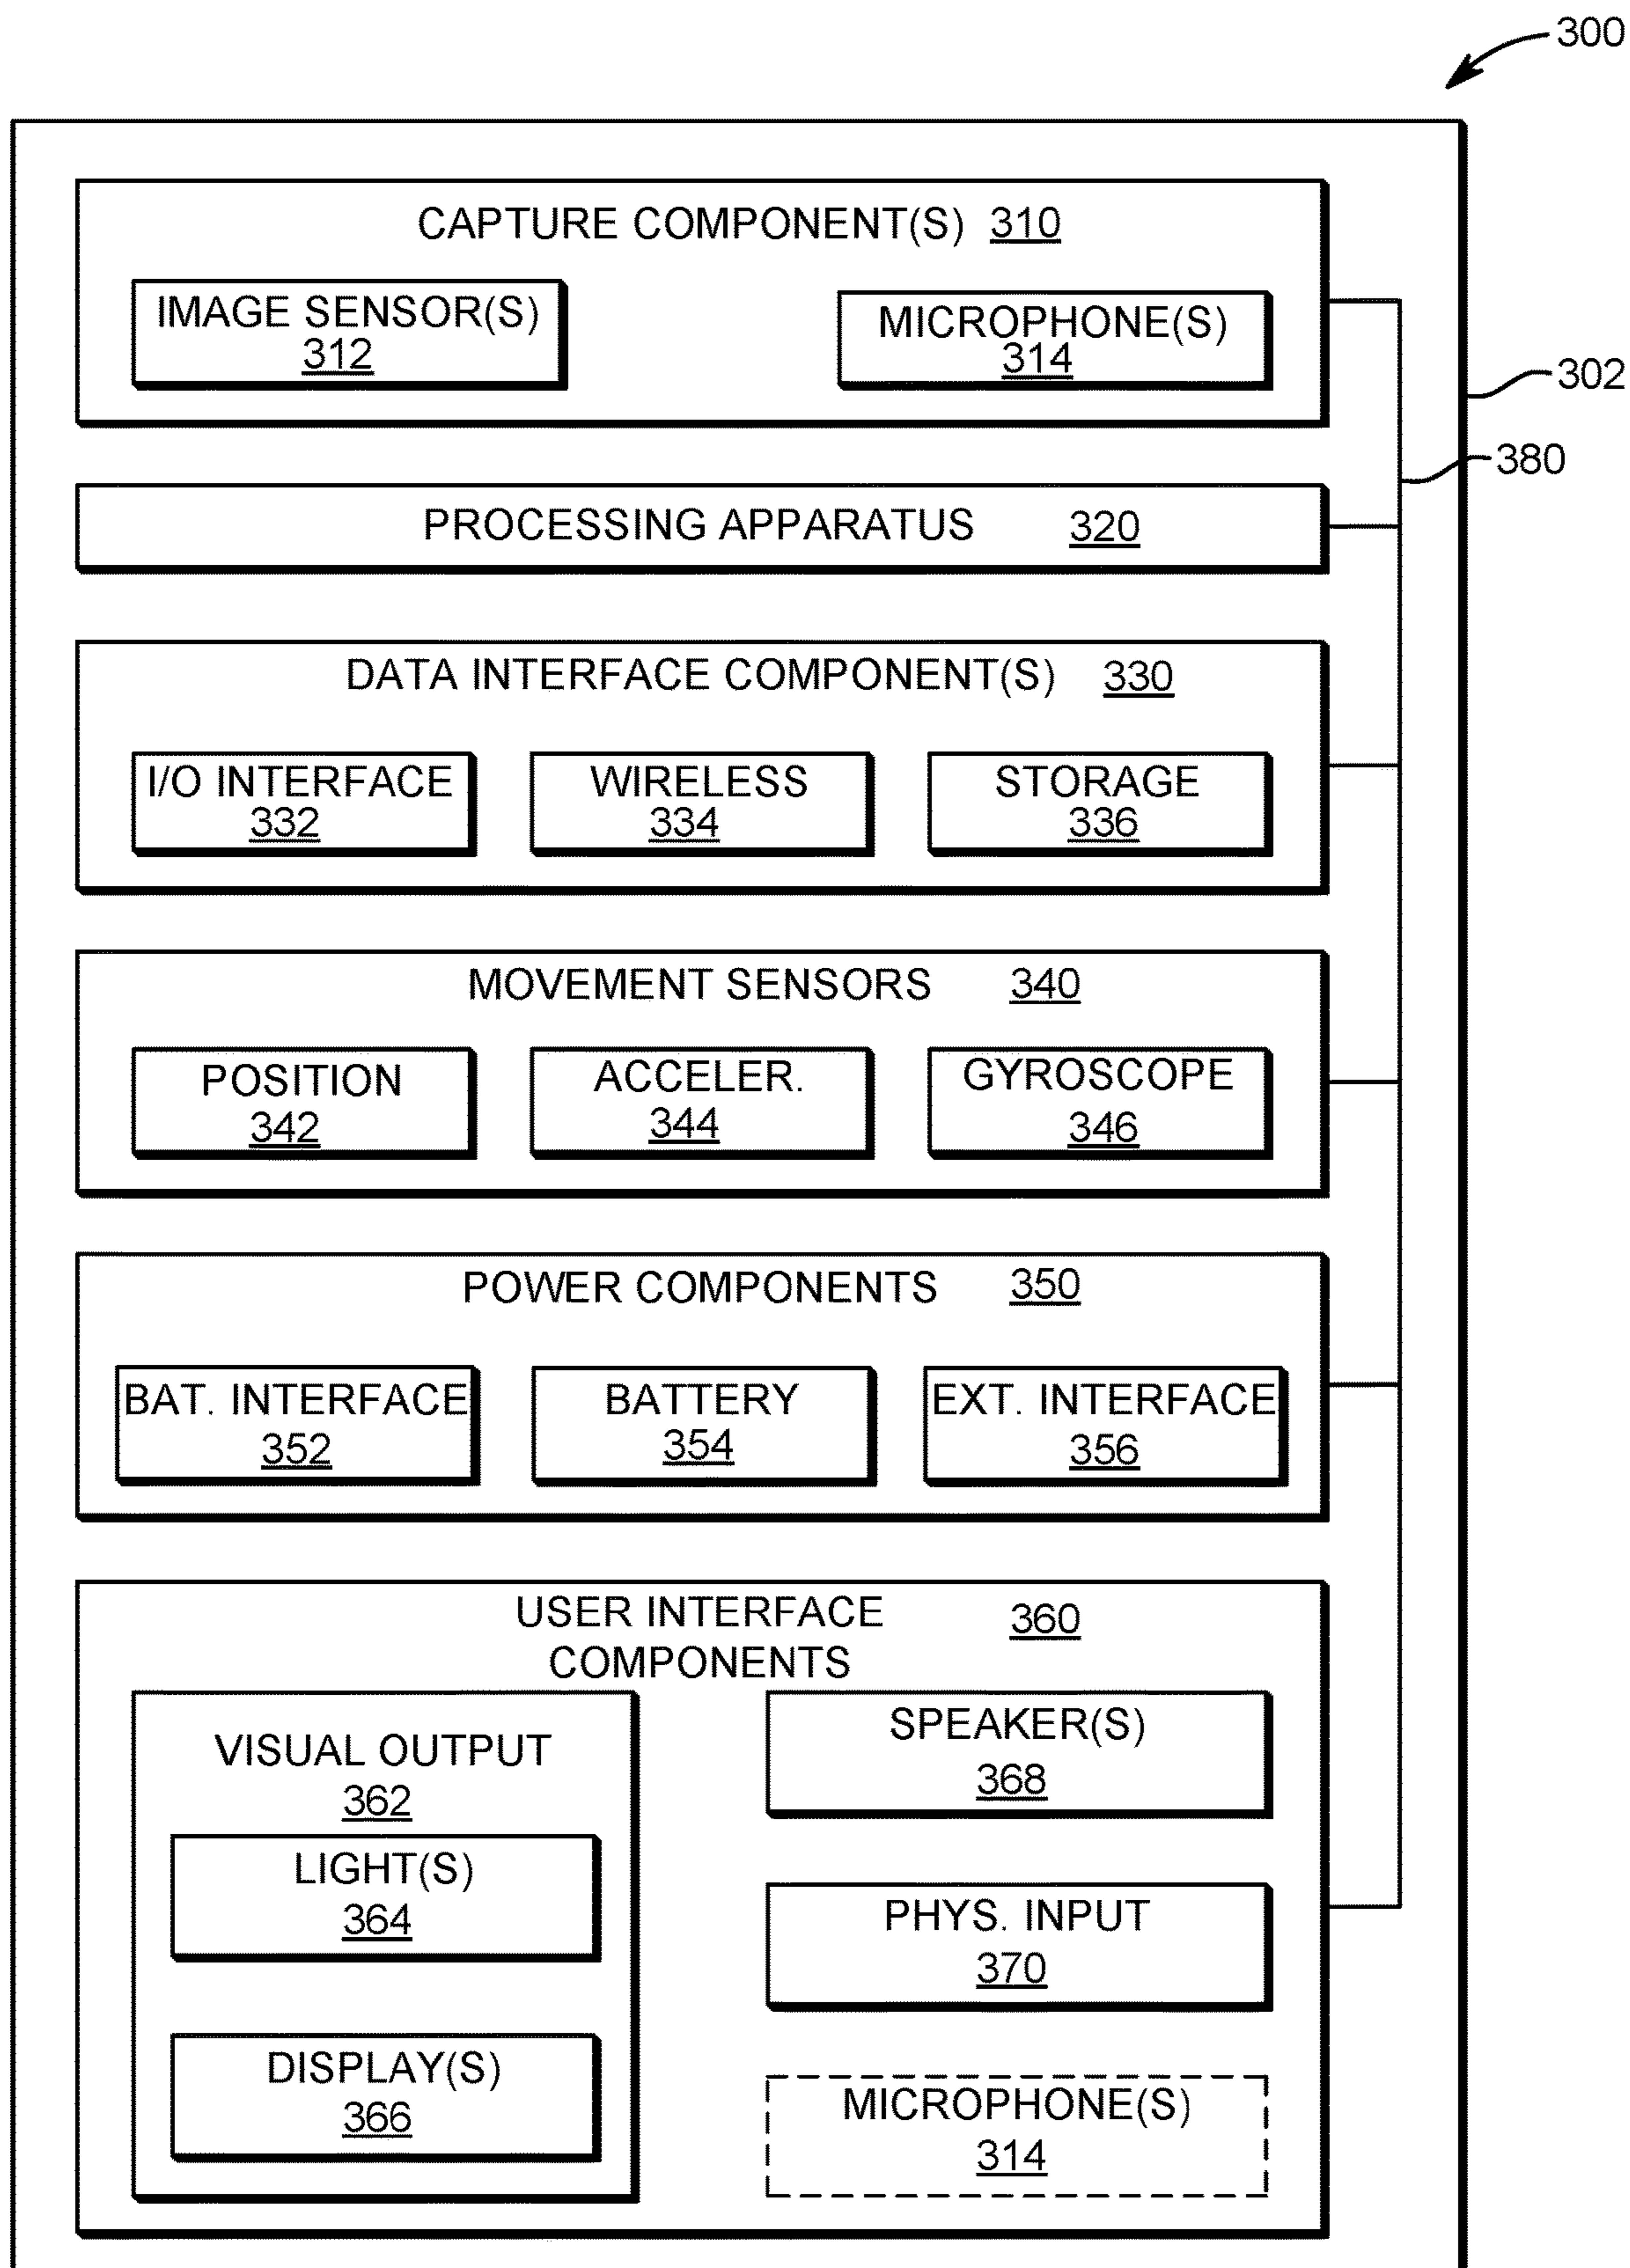 300
CAPTURE COMPONENT(S) 310
IMAGE SENSOR(S)
312
MICROPHONE(S)
314
302
380
PROCESSING APPARATUS 320
DATA INTERFACE COMPONENT(S) 330
I/O INTERFACE
332
WIRELESS
334
STORAGE
336
MOVEMENT SENSORS 340
POSITION
342
ACCELER.
344
GYROSCOPE
346
POWER COMPONENTS 350
BAT. INTERFACE
352
BATTERY
354
EXT. INTERFACE
356
USER INTERFACE 360
COMPONENTS
VISUAL OUTPUT
362
LIGHT(S)
364
DISPLAY(S)
366
SPEAKER(S)
368
PHYS. INPUT
370
MICROPHONE(S)
314